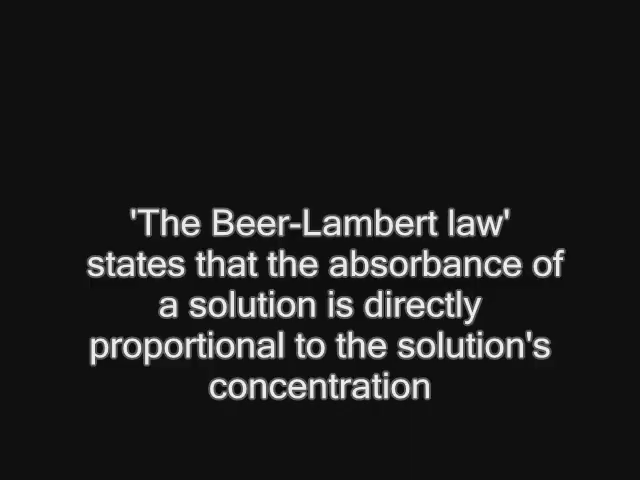 'The Beer-Lambert law'
states that the absorbance of
a solution is directly
proportional to the solution's
concentration